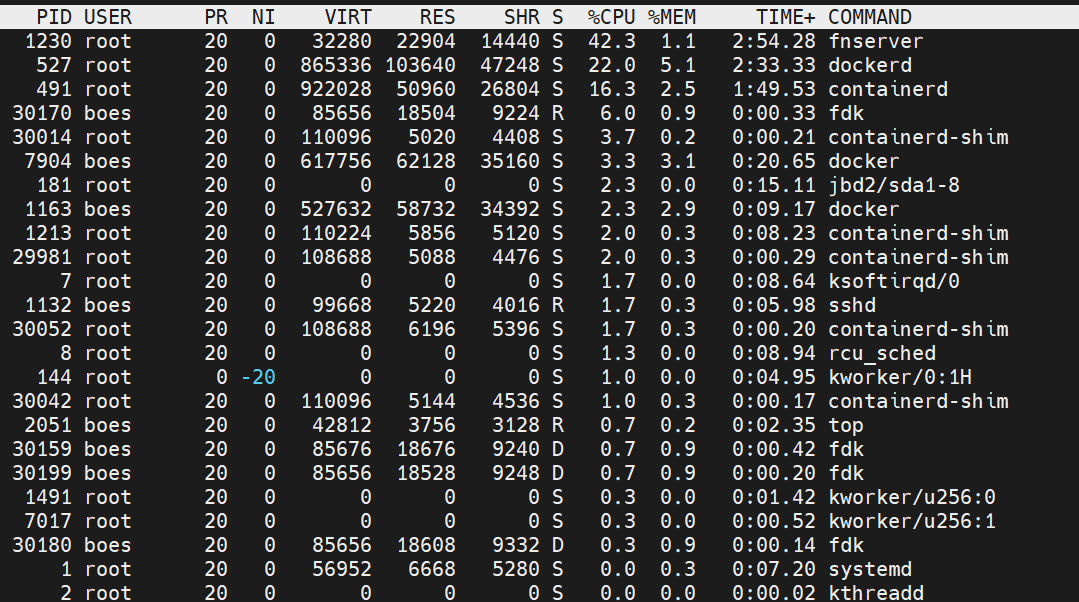 PID USER PR NI VIRT RES SHR S %CPU %MEM TIME+ COMMAND
1230 root 20 0 32280 22904 14440 S 42.3 1.1 2:54.28 fnserver
527 root 20 0 865336 103640 47248 S 22.0 5.1 2:33.33 dockerd
491 root 20 0 922028 50960 26804 S 16.3 2.5 1:49.53 containerd
30170 boes 20 0 85656 18504 9224 R 6.0 0.9 0:00.33 fdk
30014 root 20 0 110096 5020 4408 S 3.7 0.2 0:00.21 containerd-shim
7904 boes 20 0 617756 62128 35160 S 3.3 3.1 0:20.65 docker
181 root 20 0 0 0 0 S 2.3 0.0 0:15.11 jbd2/sda1-8
1163 boes 20 0 527632 58732 34392 S 2.3 2.9 0:09.17 docker
1213 root 20 0 110224 5856 5120 S 2.0 0.3 0:08.23 containerd-shim
29981 root 20 0 108688 5088 4476 S 2.0 0.3 0:00.29 containerd-shim
7 root 20 0 0 0 0 S 1.7 0.0 0:08.64 ksoftirqd/0
1132 boes 20 0 99668 5220 4016 R 1.7 0.3 0:05.98 sshd
30052 root 20 0 108688 6196 5396 S 1.7 0.3 0:00.20 containerd-shim
8 root 20 0 0 0 0 S 1.3 0.0 0:08.94 rcu_sched
144 root 0 -20 0 0 0 S 1.0 0.0 0:04.95 kworker/0:1H
30042 root 20 0 110096 5144 4536 S 1.0 0.3 0:00.17 containerd-shim
2051 boes 20 0 42812 3756 3128 R 0.7 0.2 0:02.35 top
30159 boes 20 0 85676 18676 9240 D 0.7 0.9 0:00.42 fdk
30199 boes 20 0 85656 18528 9248 D 0.7 0.9 0:00.20 fdk
1491 root 20 0 0 0 0 S 0.3 0.0 0:01.42 kworker/u256:0
7017 root 20 0 0 0 0 S 0.3 0.0 0:00.52 kworker/u256:1
30180 boes 20 0 85656 18608 9332 D 0.3 0.9 0:00.14 fdk
1 root 20 0 56952 6668 5280 S 0.0 0.3 0:07.20 systemd
2 root 20 0 0 0 0 S 0.0 0.0 0:00.02 kthreadd